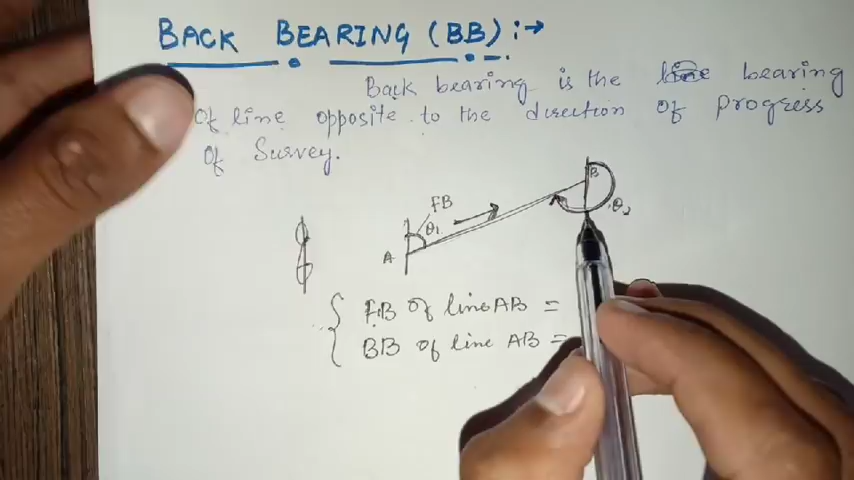 BACK BEARING (BB) :→
Back bearing is the line bearing
of line opposite to the direction of progress
of Survey.
B
FB
θ2
θ1
A
FB of line AB =
BB of line AB =